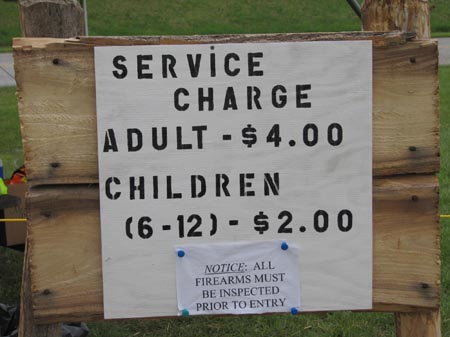 SERViCE
CHARGE
ADULT - $4.00
CHiLDREN
(6-12) - $2.00
NOTICE: ALL
FIREARMS MUST
BE INSPECTED
PRIOR TO ENTRY